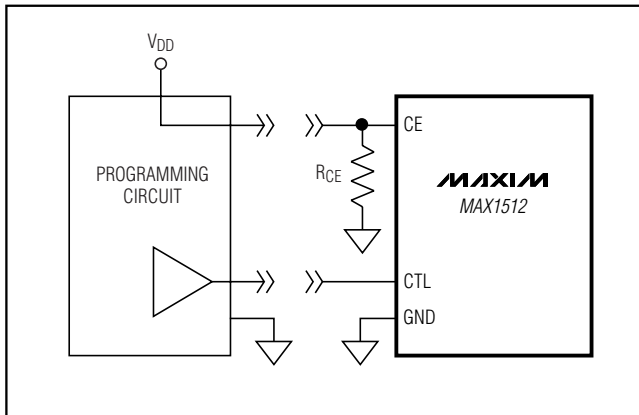 VDD
CE
PROGRAMMING
CIRCUIT
RCE
MAXIM
MAX1512
CTL
GND